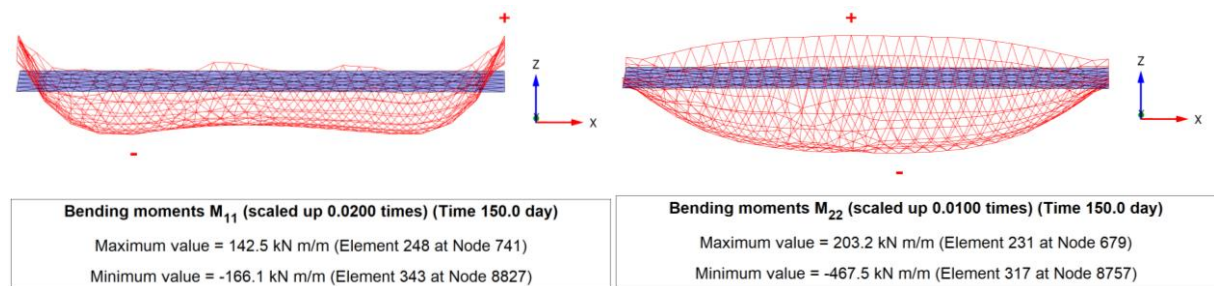 +
Z
X
-
Bending moments M11 (scaled up 0.0200 times) (Time 150.0 day)
Maximum value = 142.5 kN m/m (Element 248 at Node 741)
Minimum value = -166.1 kN m/m (Element 343 at Node 8827)
+
Z
X
-
Bending moments M22 (scaled up 0.0100 times) (Time 150.0 day)
Maximum value = 203.2 kN m/m (Element 231 at Node 679)
Minimum value = -467.5 kN m/m (Element 317 at Node 8757)